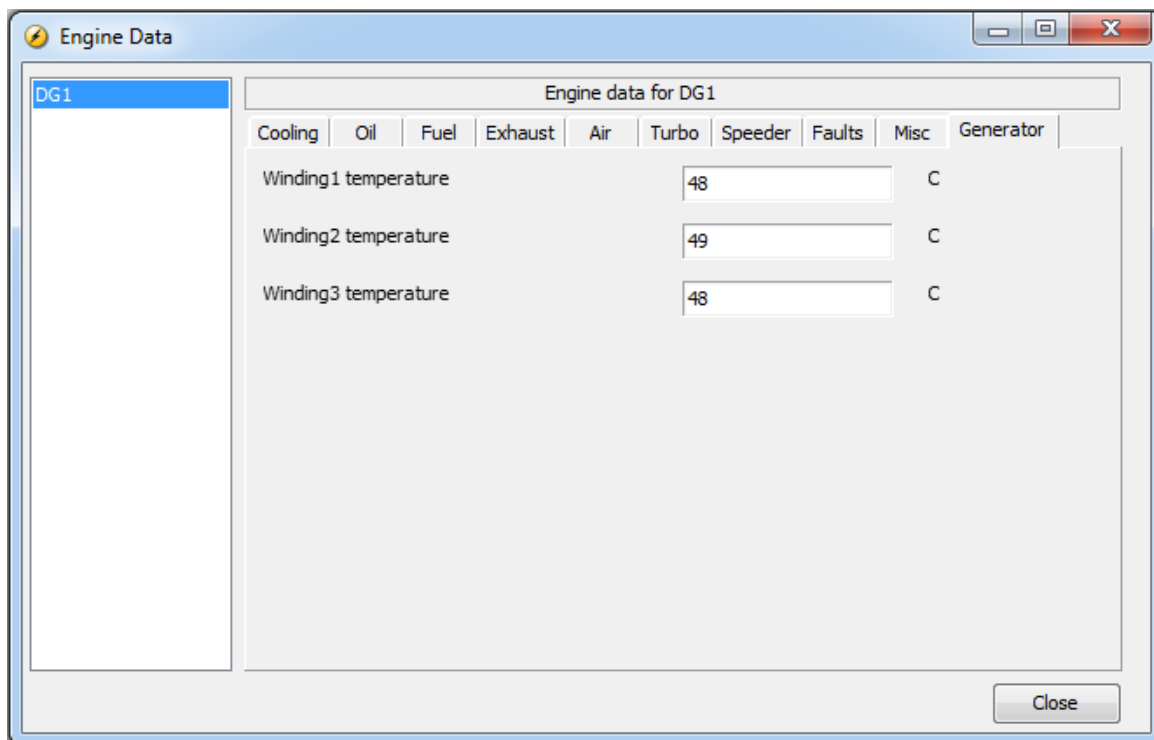 Engine Data
DG1
Engine data for DG1
Cooling Oil Fuel Exhaust Air Turbo Speeder Faults Misc Generator
Winding1 temperature 48 C
Winding2 temperature 49 C
Winding3 temperature 48 C
Close